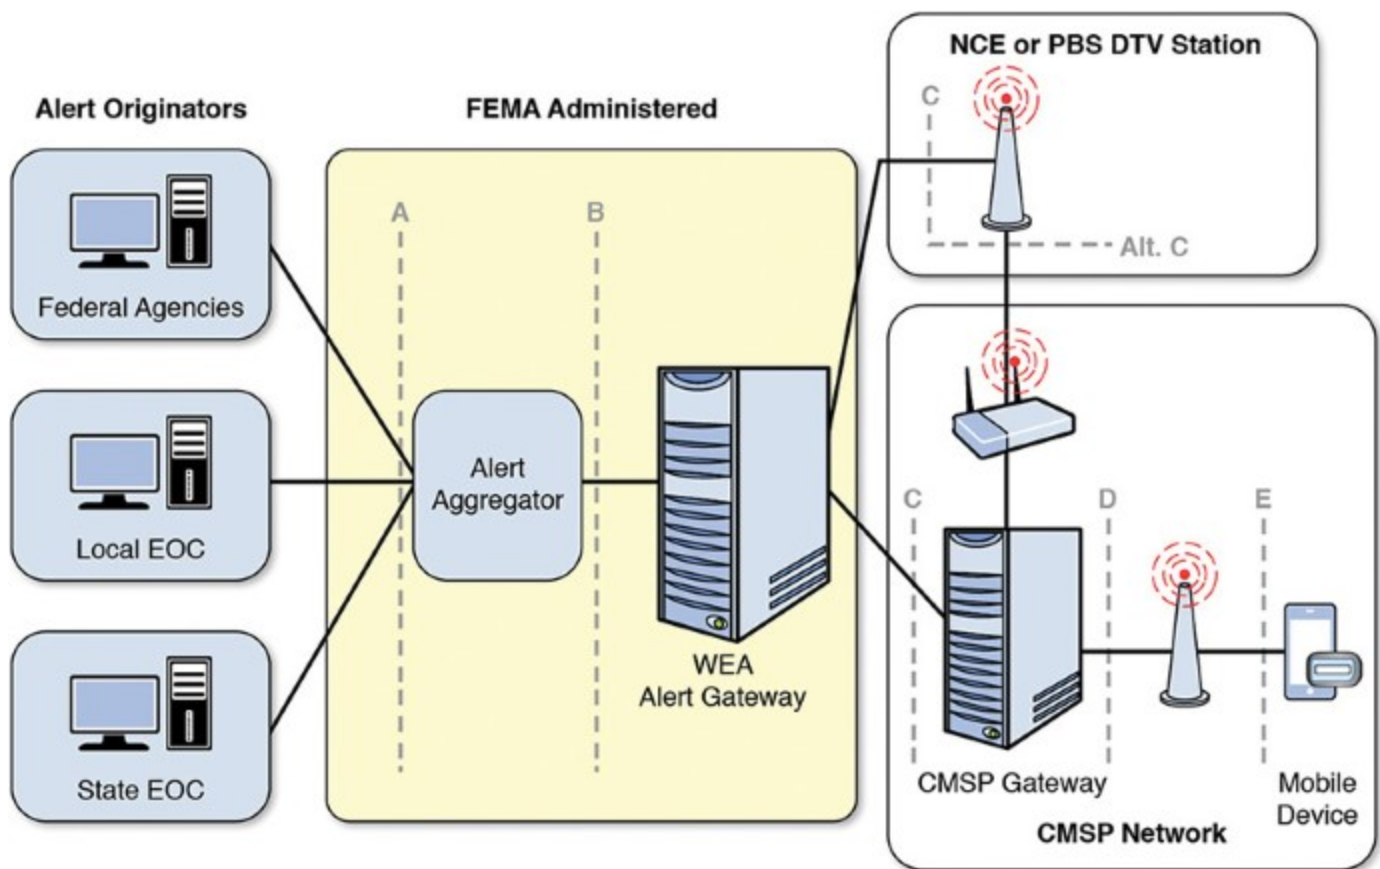 Alert Originators
Federal Agencies
Local EOC
State EOC
FEMA Administered
A
B
Alert
Aggregator
WEA
Alert Gateway
NCE or PBS DTV Station
C
Alt. C
C
D
E
CMSP Gateway
Mobile
Device
CMSP Network